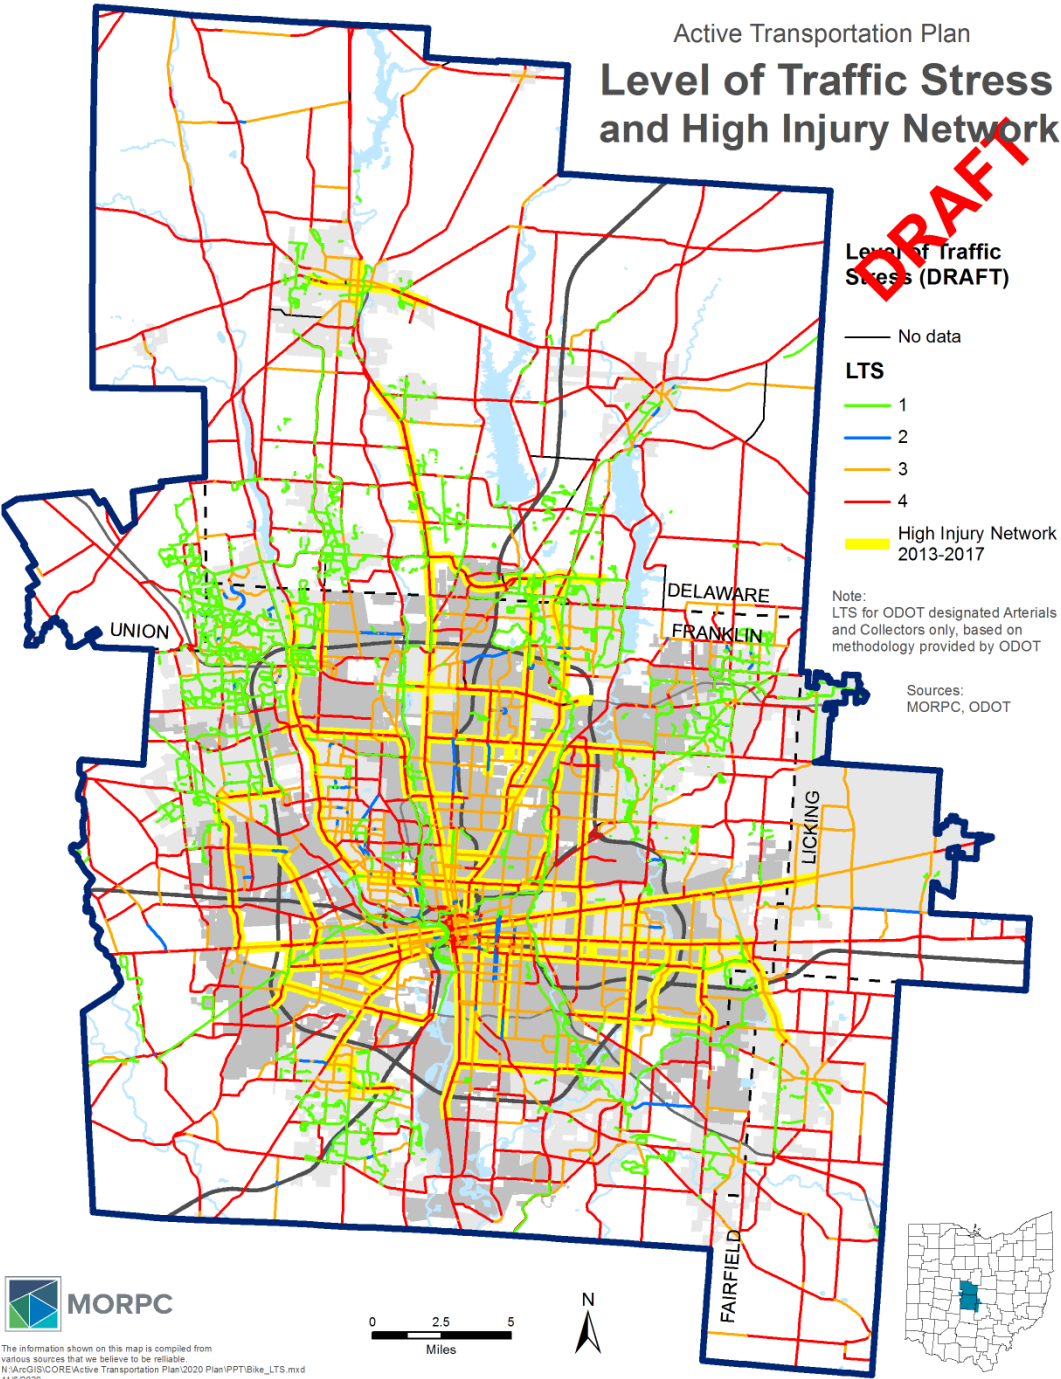 Active Transportation Plan
Level of Traffic Stress
and High Injury Network
DRAFT
Level of Traffic
Stress (DRAFT)
No data
LTS
1
2
3
4
High Injury Network
2013-2017
Note:
LTS for ODOT designated Arterials
and Collectors only, based on
methodology provided by ODOT
Sources:
MORPC, ODOT
DELAWARE
FRANKLIN
UNION
LICKING
FAIRFIELD
MORPC
The information shown on this map is compiled from
various sources that we believe to be relliable.
N:\ArcGIS\CORE\Active Transportation Plan\2020 Plan\PPT\Bike_LTS.mxd
0 2.5 5
Miles
N